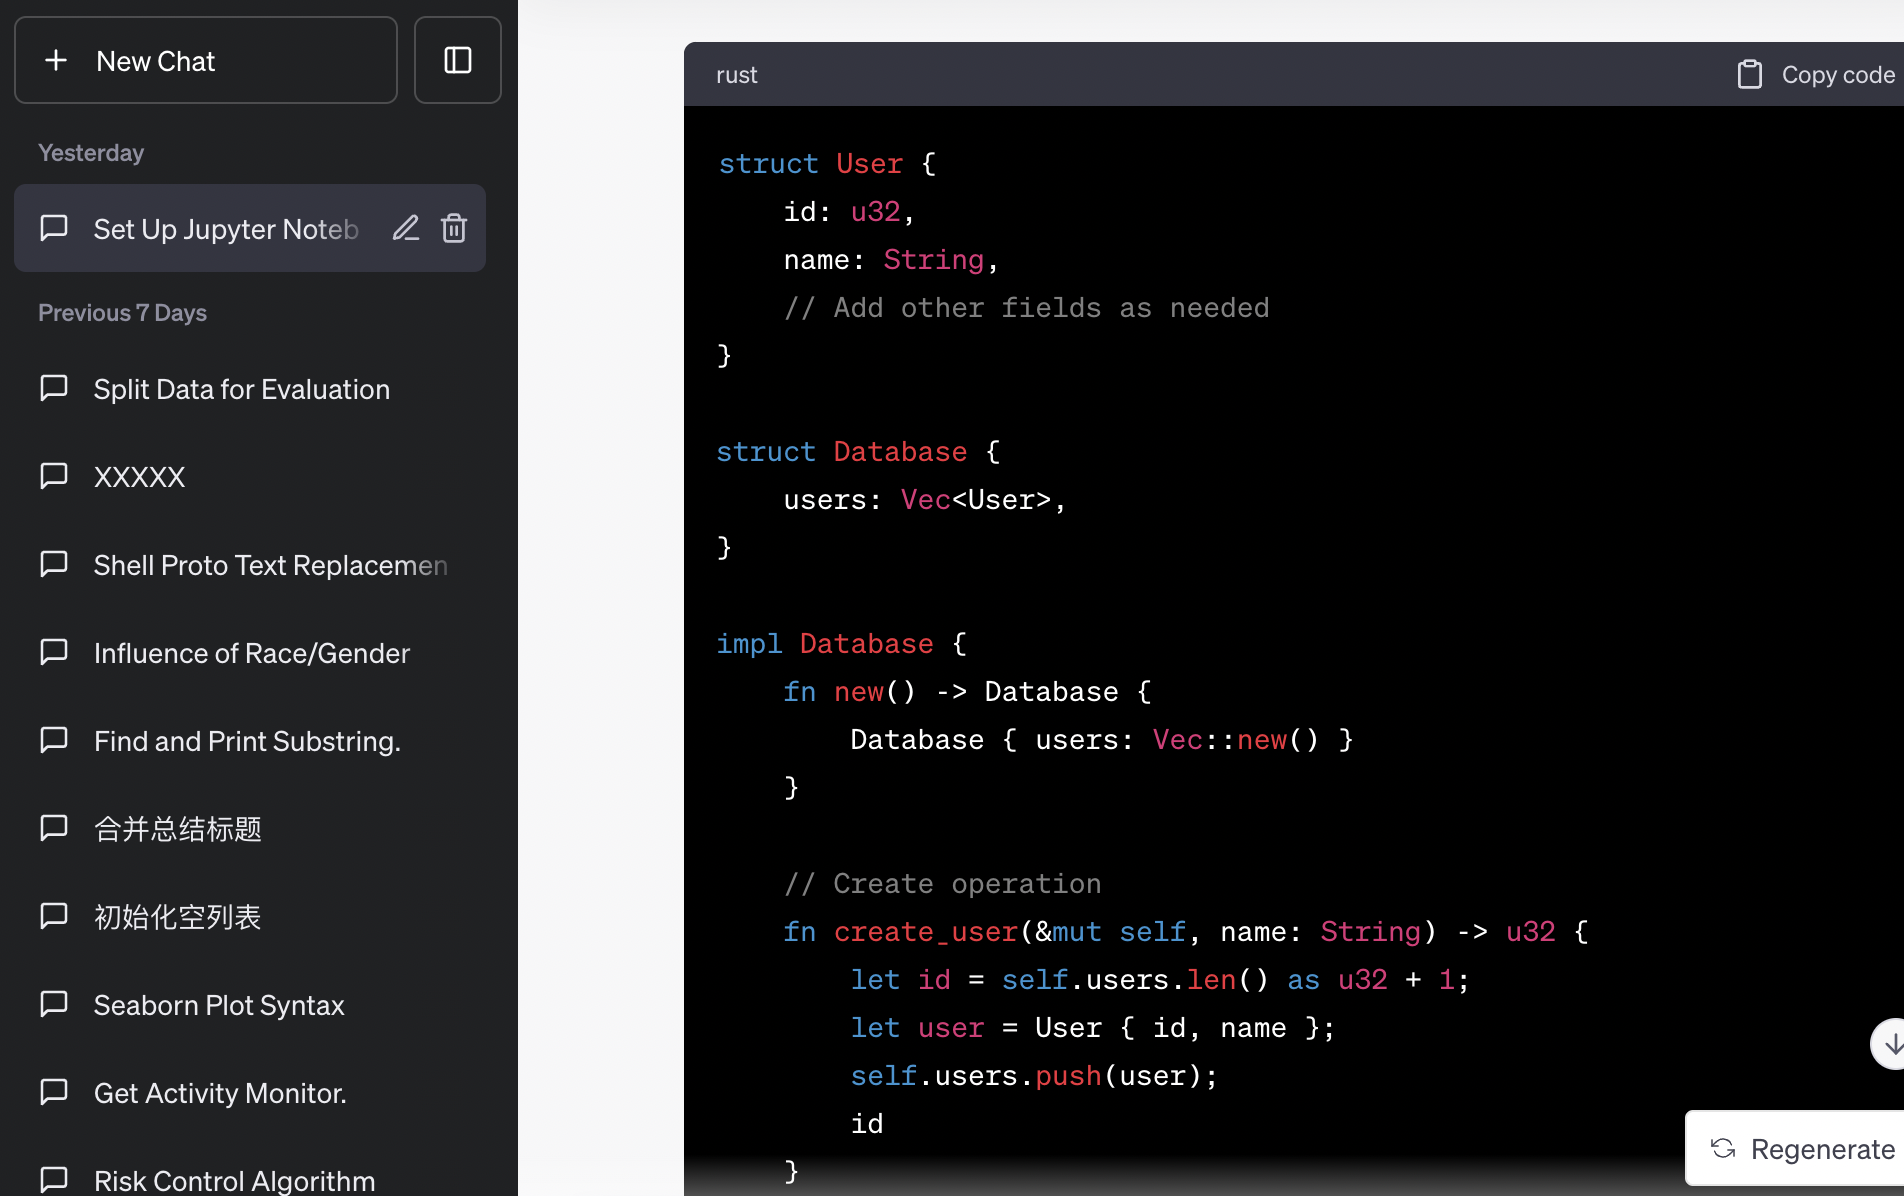 New Chat
Yesterday
Set Up Jupyter Noteb
Previous 7 Days
Split Data for Evaluation
XXXXX
Shell Proto Text Replacemen
Influence of Race/Gender
Find and Print Substring.
合并总结标题
初始化空列表
Seaborn Plot Syntax
Get Activity Monitor.
Risk Control Algorithm
rust
Copy code
struct User {
    id: u32,
    name: String,
    // Add other fields as needed
}
struct Database {
    users: Vec<User>,
}
impl Database {
    fn new() -> Database {
        Database { users: Vec::new() }
    }
    // Create operation
    fn create_user(&mut self, name: String) -> u32 {
        let id = self.users.len() as u32 + 1;
        let user = User { id, name };
        self.users.push(user);
        id
    }
Regenerate